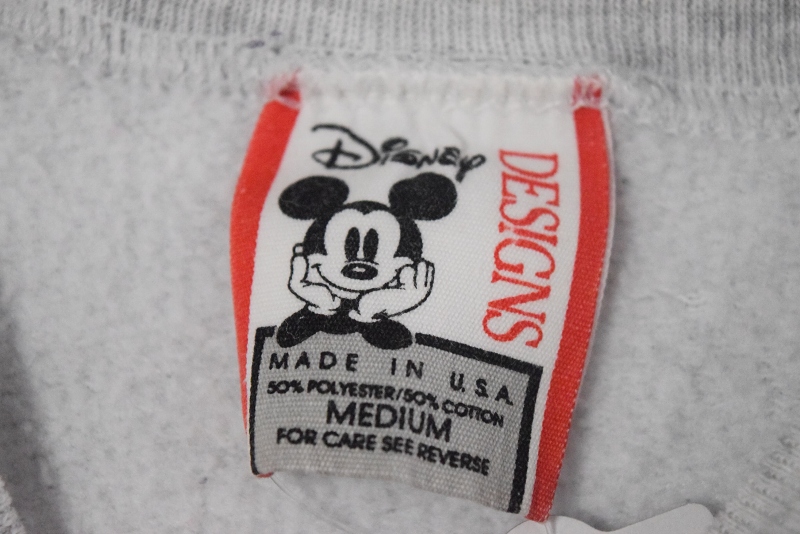 Disney
DESIGNS
MADE IN U.S.A.
50% POLYESTER/50% COTTON
MEDIUM
FOR CARE SEE REVERSE